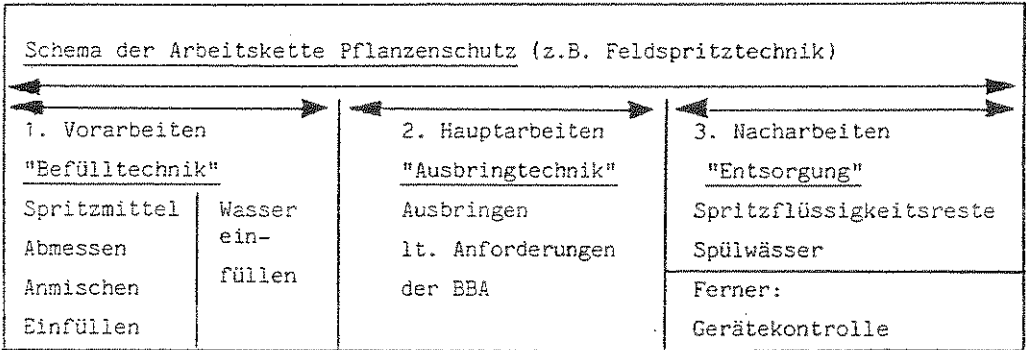 Schema der Arbeitskette Pflanzenschutz (z.B. Feldspritztechnik)
1. Vorarbeiten
"Befülltechnik"
Spritzmittel
Abmessen
Anmischen
Einfüllen
Wasser
ein-
füllen
2. Hauptarbeiten
"Ausbringtechnik"
Ausbringen
lt. Anforderungen
der BBA
3. Nacharbeiten
"Entsorgung"
Spritzflüssigkeitsreste
Spülwässer
Ferner:
Gerätekontrolle